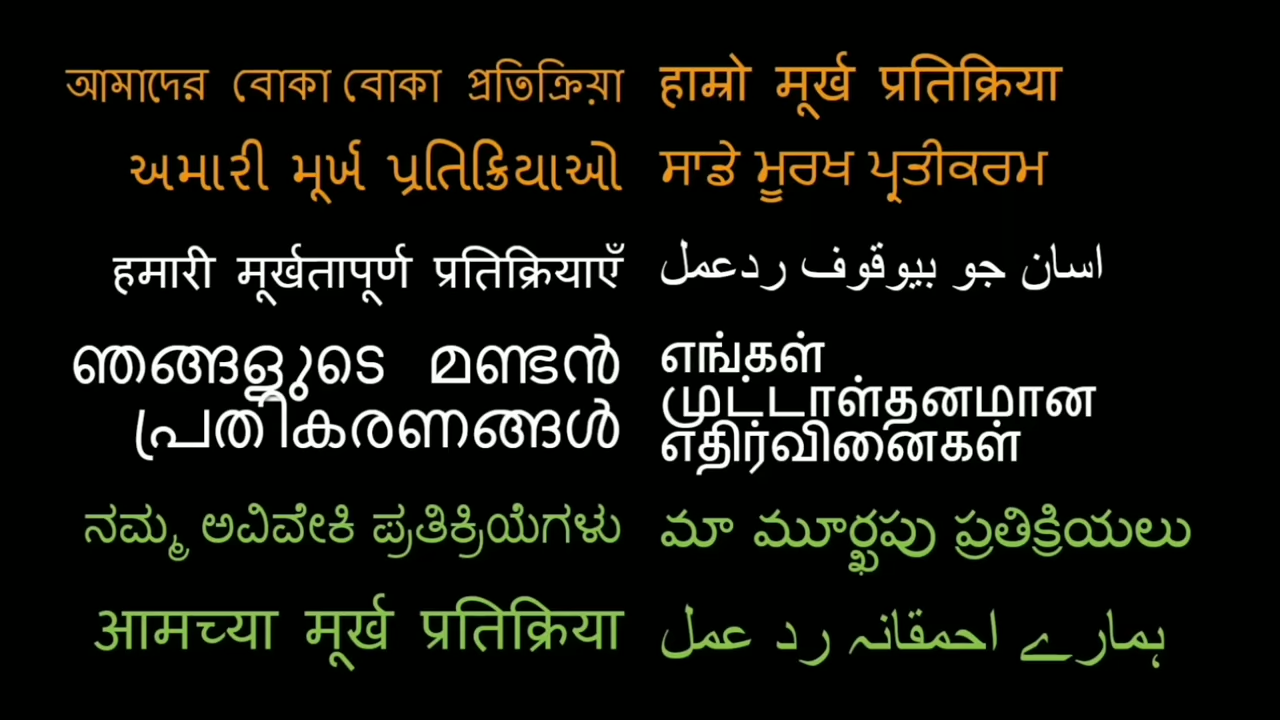 আমাদের বোকা বোকা প্রতিক্রিয়া
हाम्रो मूर्ख प्रतिक्रिया
અમારી મૂર્ખ પ્રતિક્રિયાઓ
ਸਾਡੇ ਮੂਰਖ ਪ੍ਰਤੀਕਰਮ
हमारी मूर्खतापूर्ण प्रतिक्रियाएँ
اسان جو بيوقوف ردعمل
ഞങ്ങളുടെ മണ്ടൻ
പ്രതികരണങ്ങൾ
எங்கள்
முட்டாள்தனமான
எதிர்வினைகள்
ನಮ್ಮ ಅವಿವೇಕಿ ಪ್ರತಿಕ್ರಿಯೆಗಳು
మా మూర్ఖపు ప్రతిక్రియలు
आमच्या मूर्ख प्रतिक्रिया
ہمارے احمقانہ رد عمل